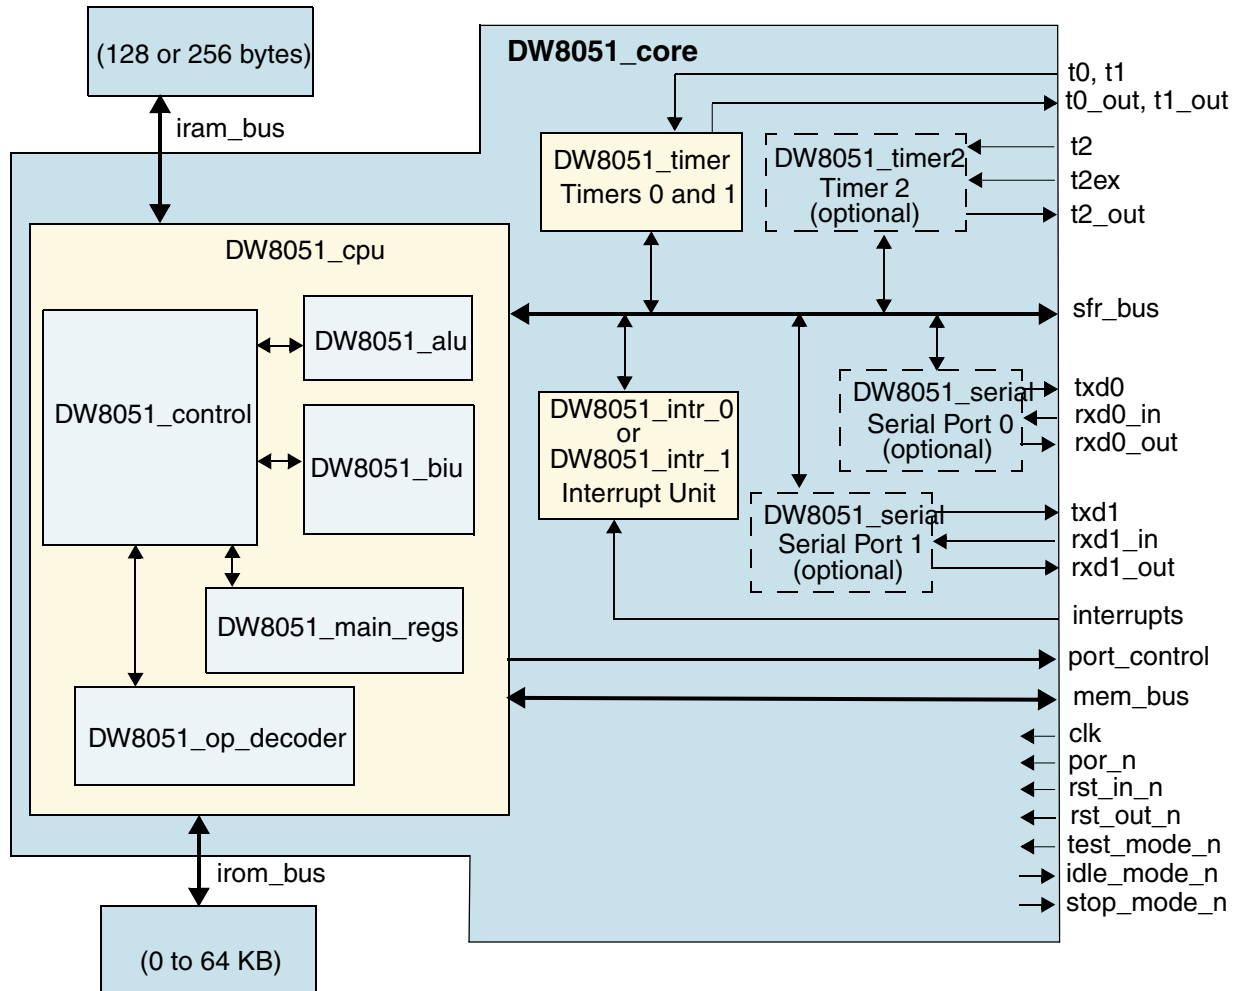 (128 or 256 bytes)
DW8051_core
iram_bus
t0, t1
t0_out, t1_out
DW8051_timer
Timers 0 and 1
DW8051_timer2
Timer 2
(optional)
t2
t2ex
t2_out
DW8051_cpu
DW8051_control
DW8051_alu
DW8051_biu
DW8051_main_regs
DW8051_op_decoder
sfr_bus
DW8051_intr_0
or
DW8051_intr_1
Interrupt Unit
DW8051_serial
Serial Port 0
(optional)
txd0
rxd0_in
rxd0_out
DW8051_serial
Serial Port 1
(optional)
txd1
rxd1_in
rxd1_out
interrupts
port_control
mem_bus
clk
por_n
rst_in_n
rst_out_n
test_mode_n
idle_mode_n
stop_mode_n
irom_bus
(0 to 64 KB)